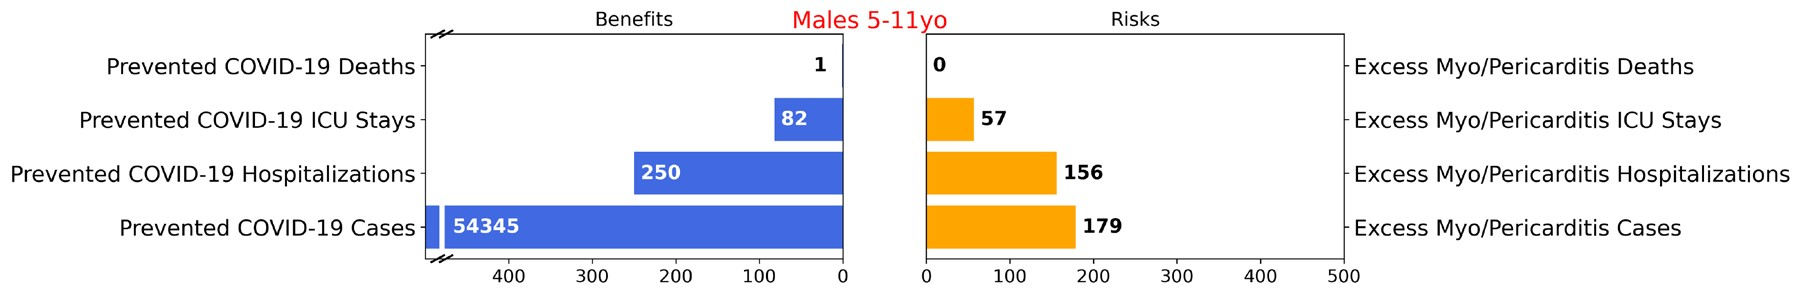 Benefits Males 5-11yo Risks
Prevented COVID-19 Deaths 1 0 Excess Myo/Pericarditis Deaths
Prevented COVID-19 ICU Stays 82 57 Excess Myo/Pericarditis ICU Stays
Prevented COVID-19 Hospitalizations 250 156 Excess Myo/Pericarditis Hospitalizations
Prevented COVID-19 Cases 54345 179 Excess Myo/Pericarditis Cases
400 300 200 100 0 0 100 200 300 400 500